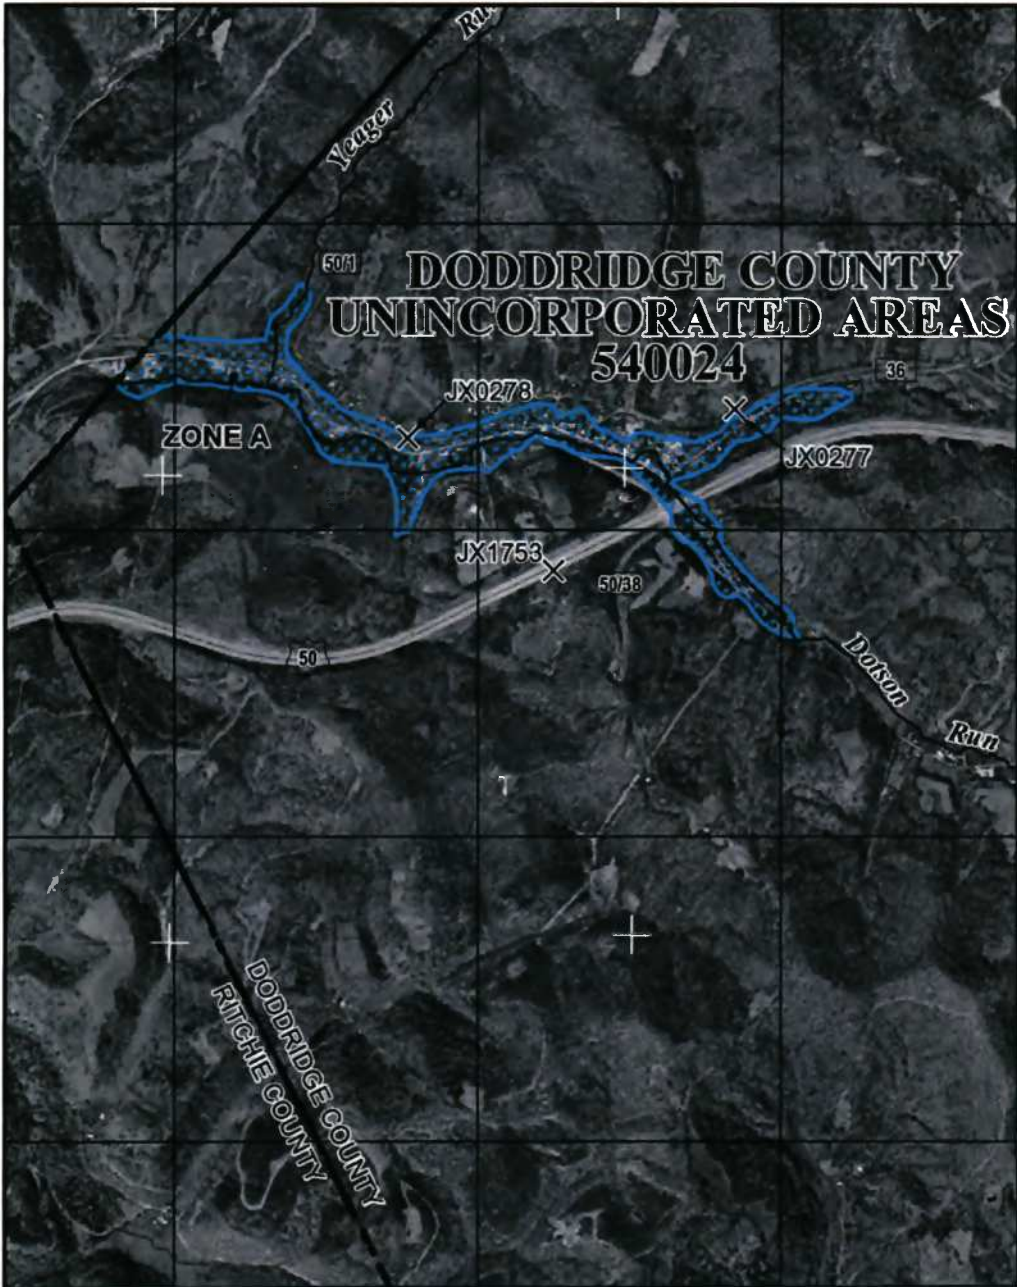 Run
Yeager
50/1
DODDRIDGE COUNTY
UNINCORPORATED AREAS
540024
36
JX0278
ZONE A
JX0277
JX1753
50/38
50
Dotson
Run
DODDRIDGE COUNTY
RITCHIE COUNTY